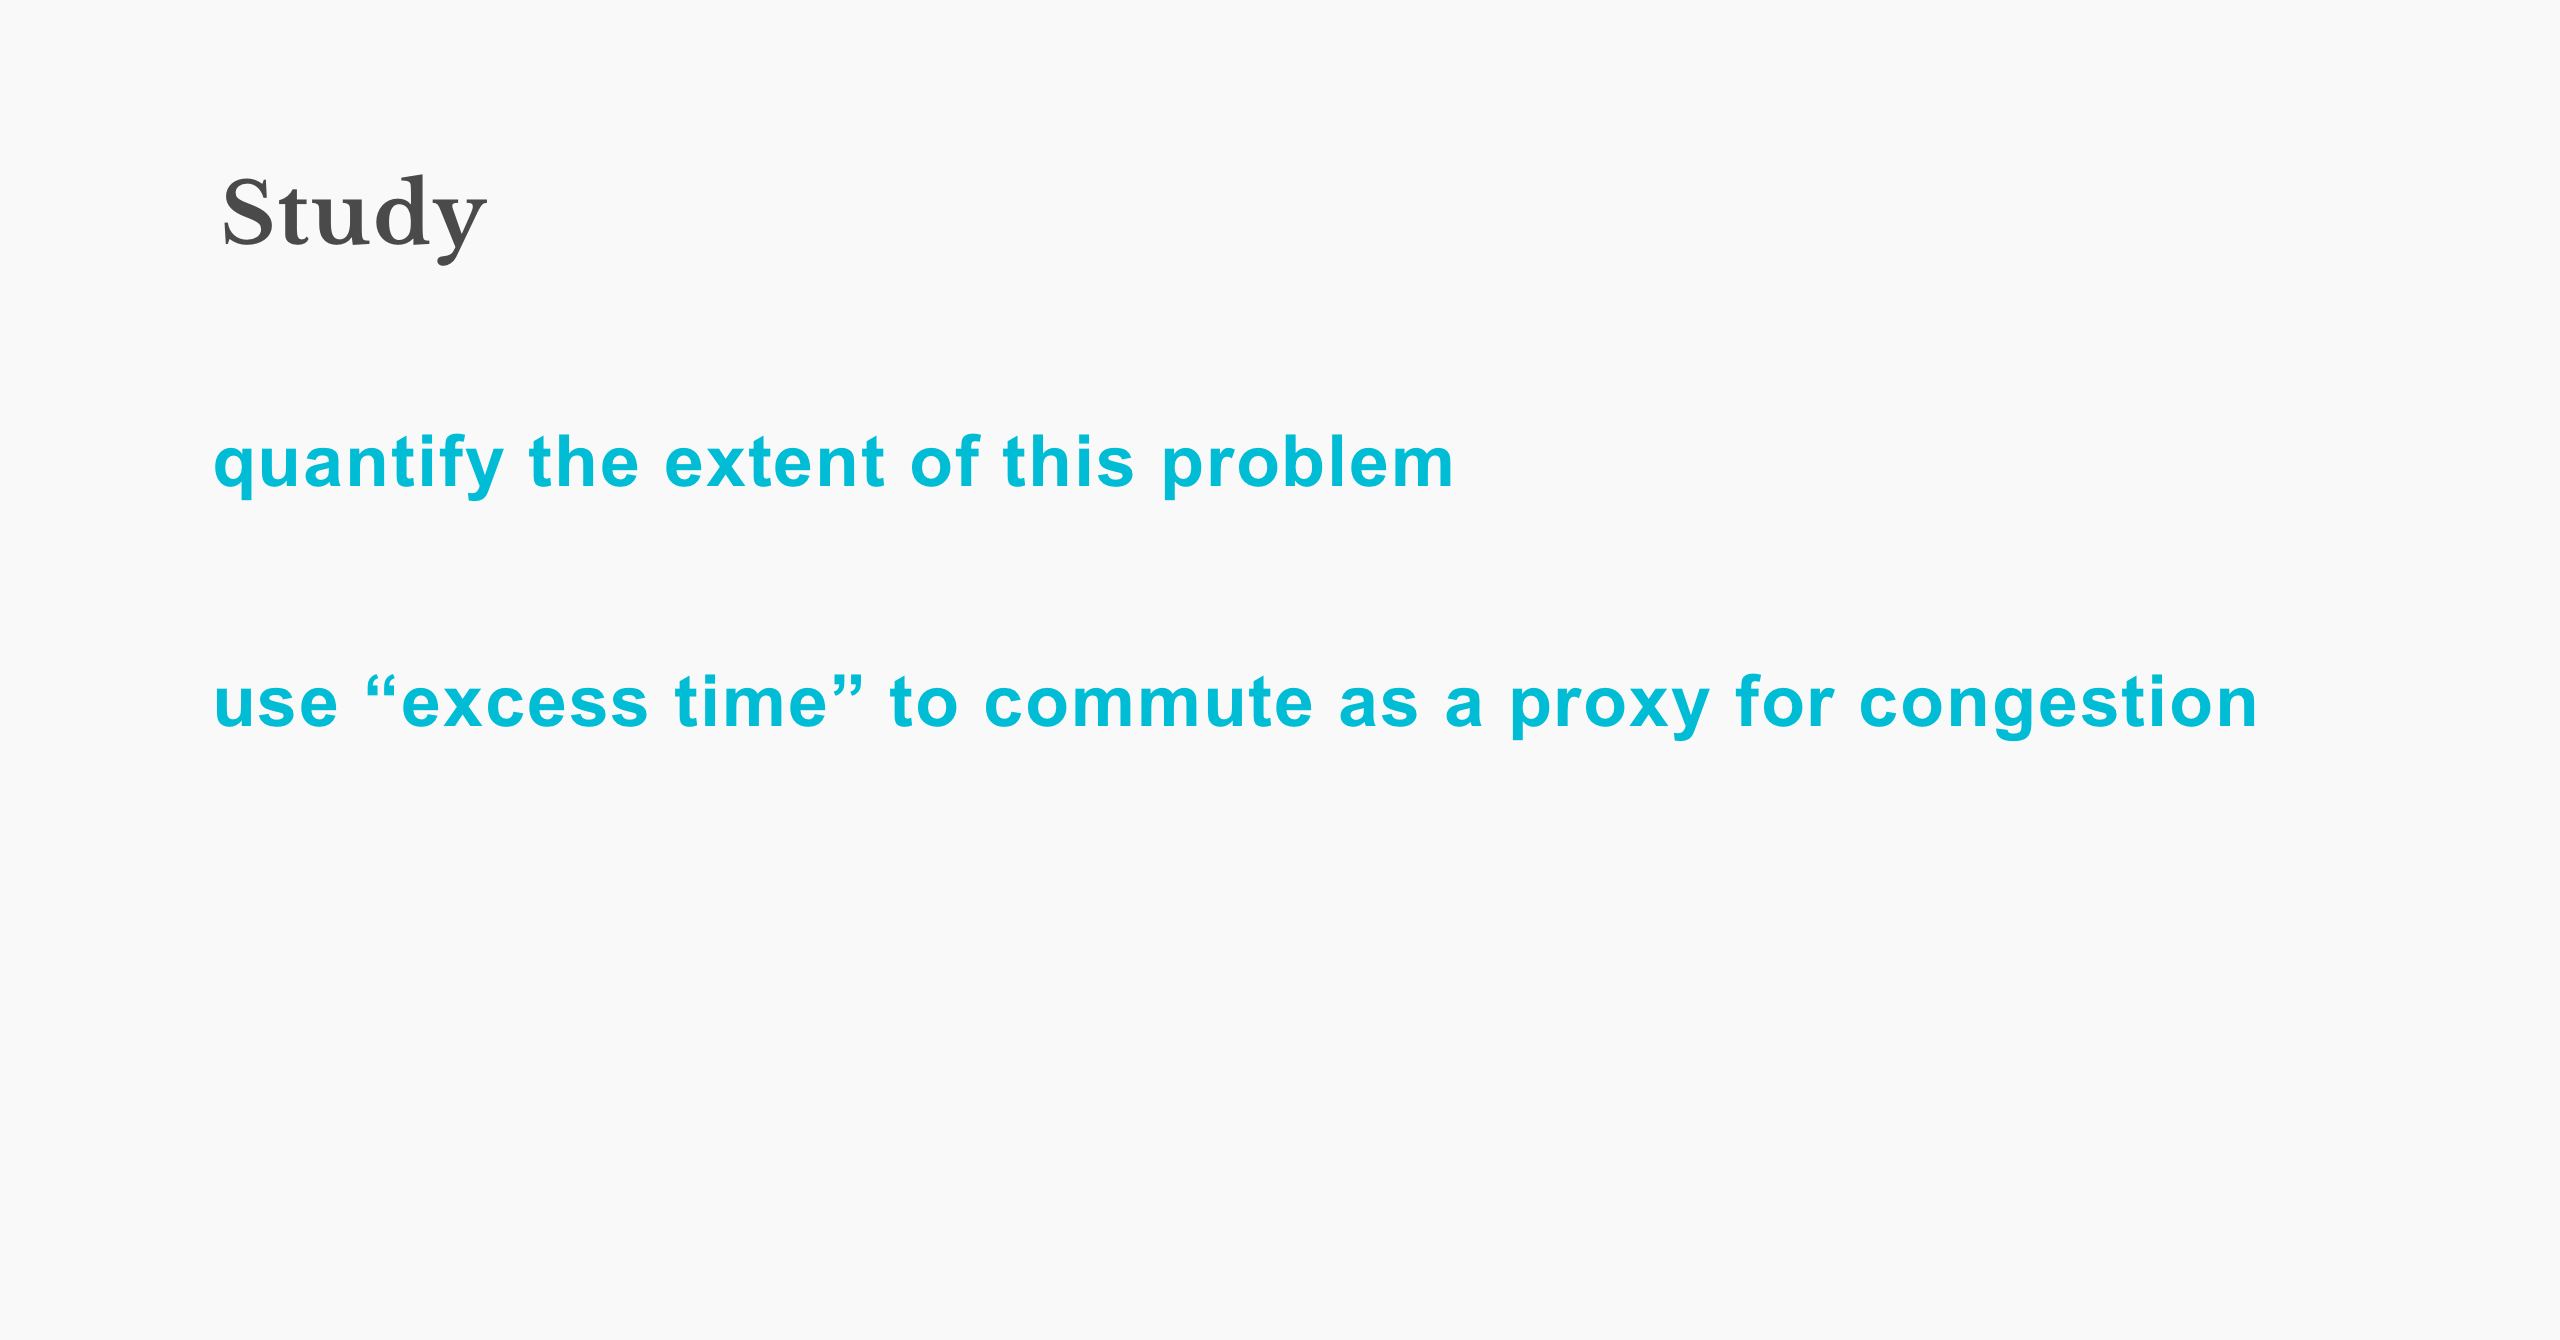 Study
quantify the extent of this problem
use “excess time” to commute as a proxy for congestion